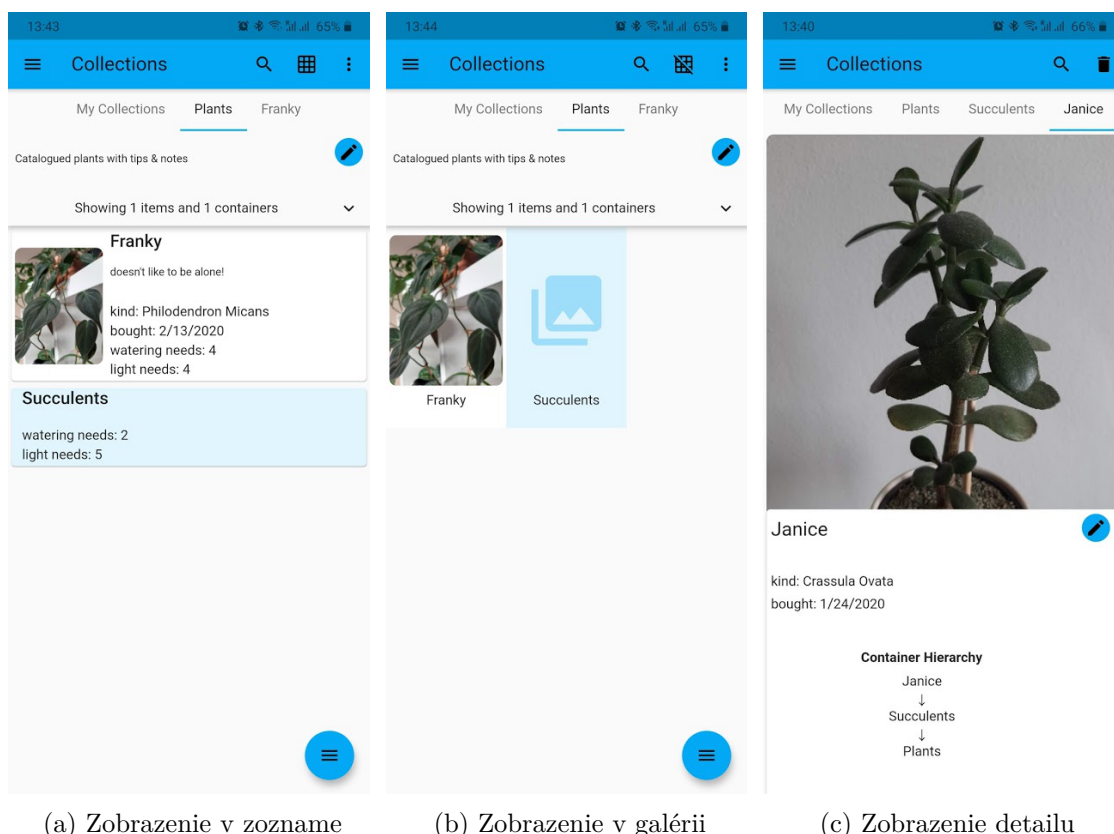 13:43
65%
Collections
My Collections Plants Franky
Catalogued plants with tips & notes
Showing 1 items and 1 containers
Franky
doesn't like to be alone!
kind: Philodendron Micans
bought: 2/13/2020
watering needs: 4
light needs: 4
Succulents
watering needs: 2
light needs: 5
(a) Zobrazenie v zozname
13:44
65%
Collections
My Collections Plants Franky
Catalogued plants with tips & notes
Showing 1 items and 1 containers
Franky Succulents
(b) Zobrazenie v galérii
13:40
66%
Collections
My Collections Plants Succulents Janice
Janice
kind: Crassula Ovata
bought: 1/24/2020
Container Hierarchy
Janice
↓
Succulents
↓
Plants
(c) Zobrazenie detailu